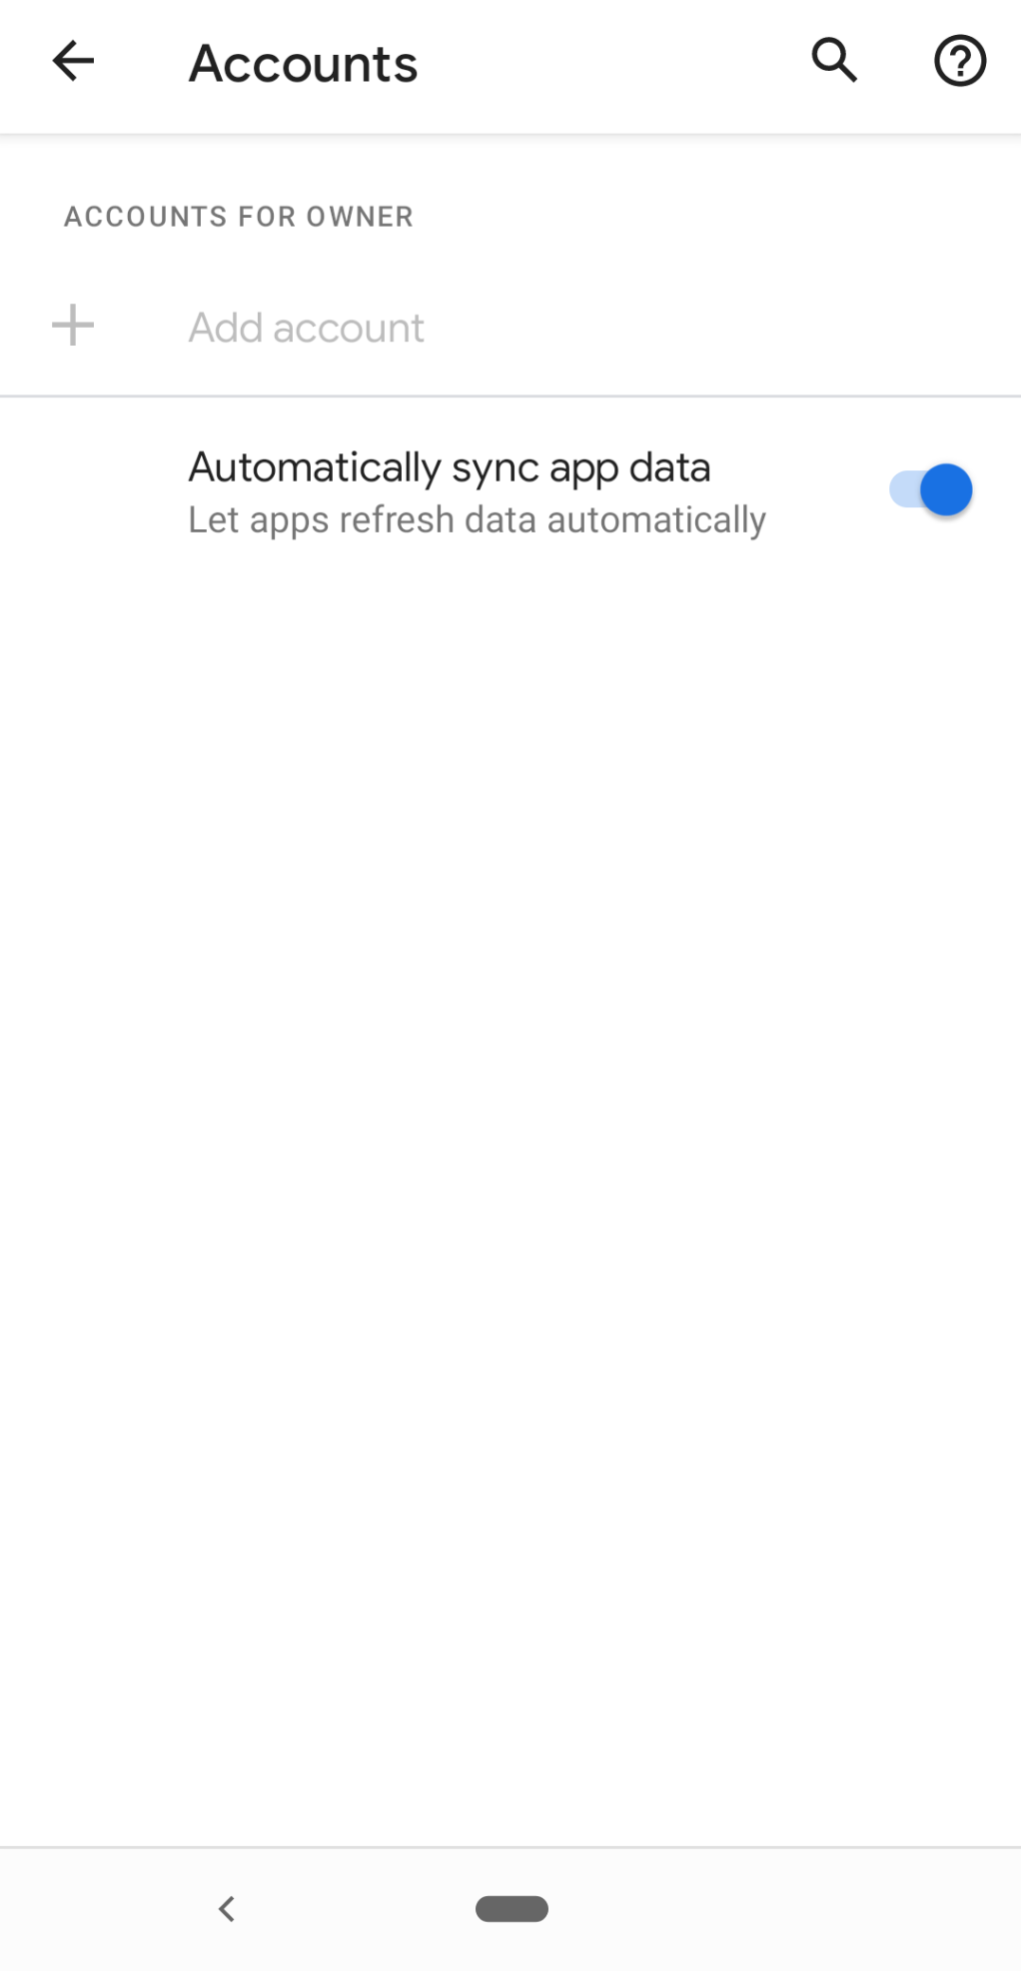 Accounts
ACCOUNTS FOR OWNER
Add account
Automatically sync app data
Let apps refresh data automatically